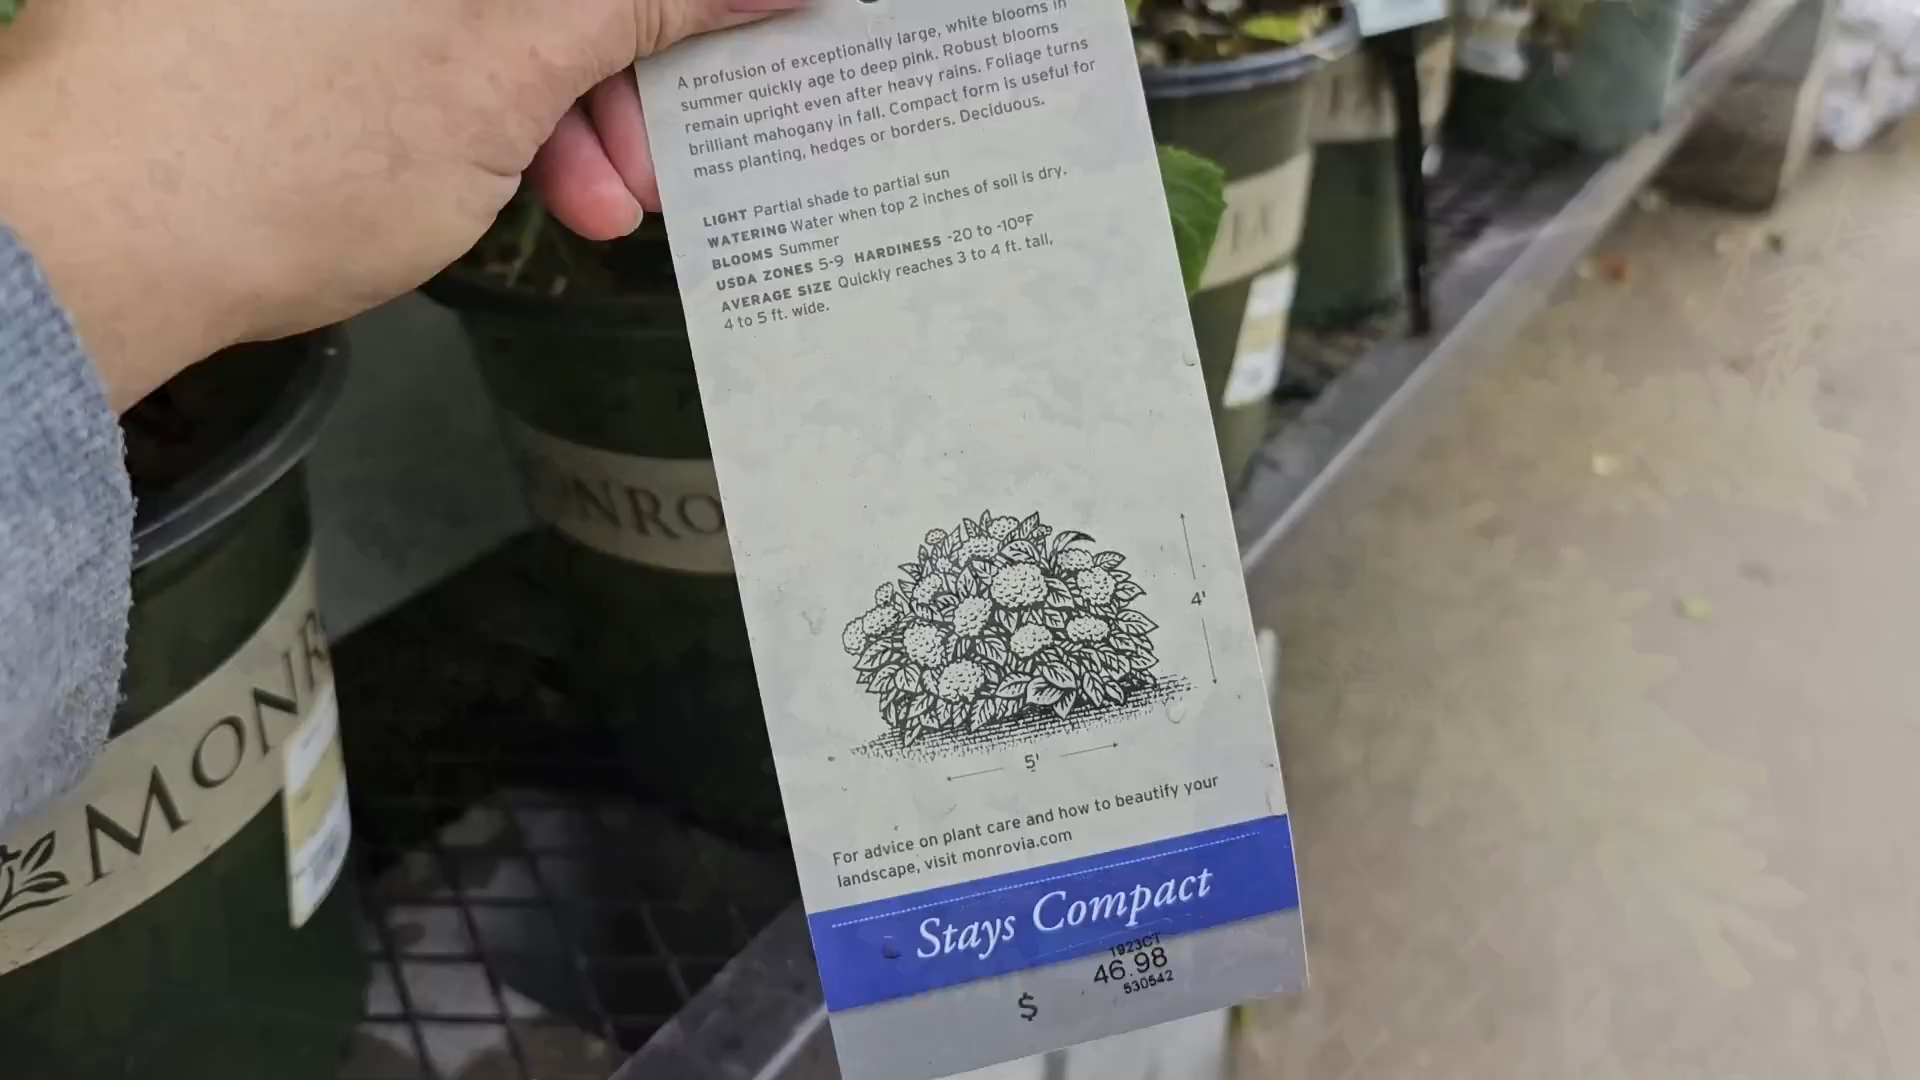 A profusion of exceptionally large, white blooms in
summer quickly age to deep pink. Robust blooms
remain upright even after heavy rains. Foliage turns
brilliant mahogany in fall. Compact form is useful for
mass planting, hedges or borders. Deciduous.
LIGHT Partial shade to partial sun
WATERING Water when top 2 inches of soil is dry.
BLOOMS Summer
USDA ZONES 5-9 HARDINESS -20 to -10°F
AVERAGE SIZE Quickly reaches 3 to 4 ft. tall,
4 to 5 ft. wide.
4'
5'
For advice on plant care and how to beautify your
landscape, visit monrovia.com
Stays Compact
1923CT
$ 46.98
530542
NRO
MONR